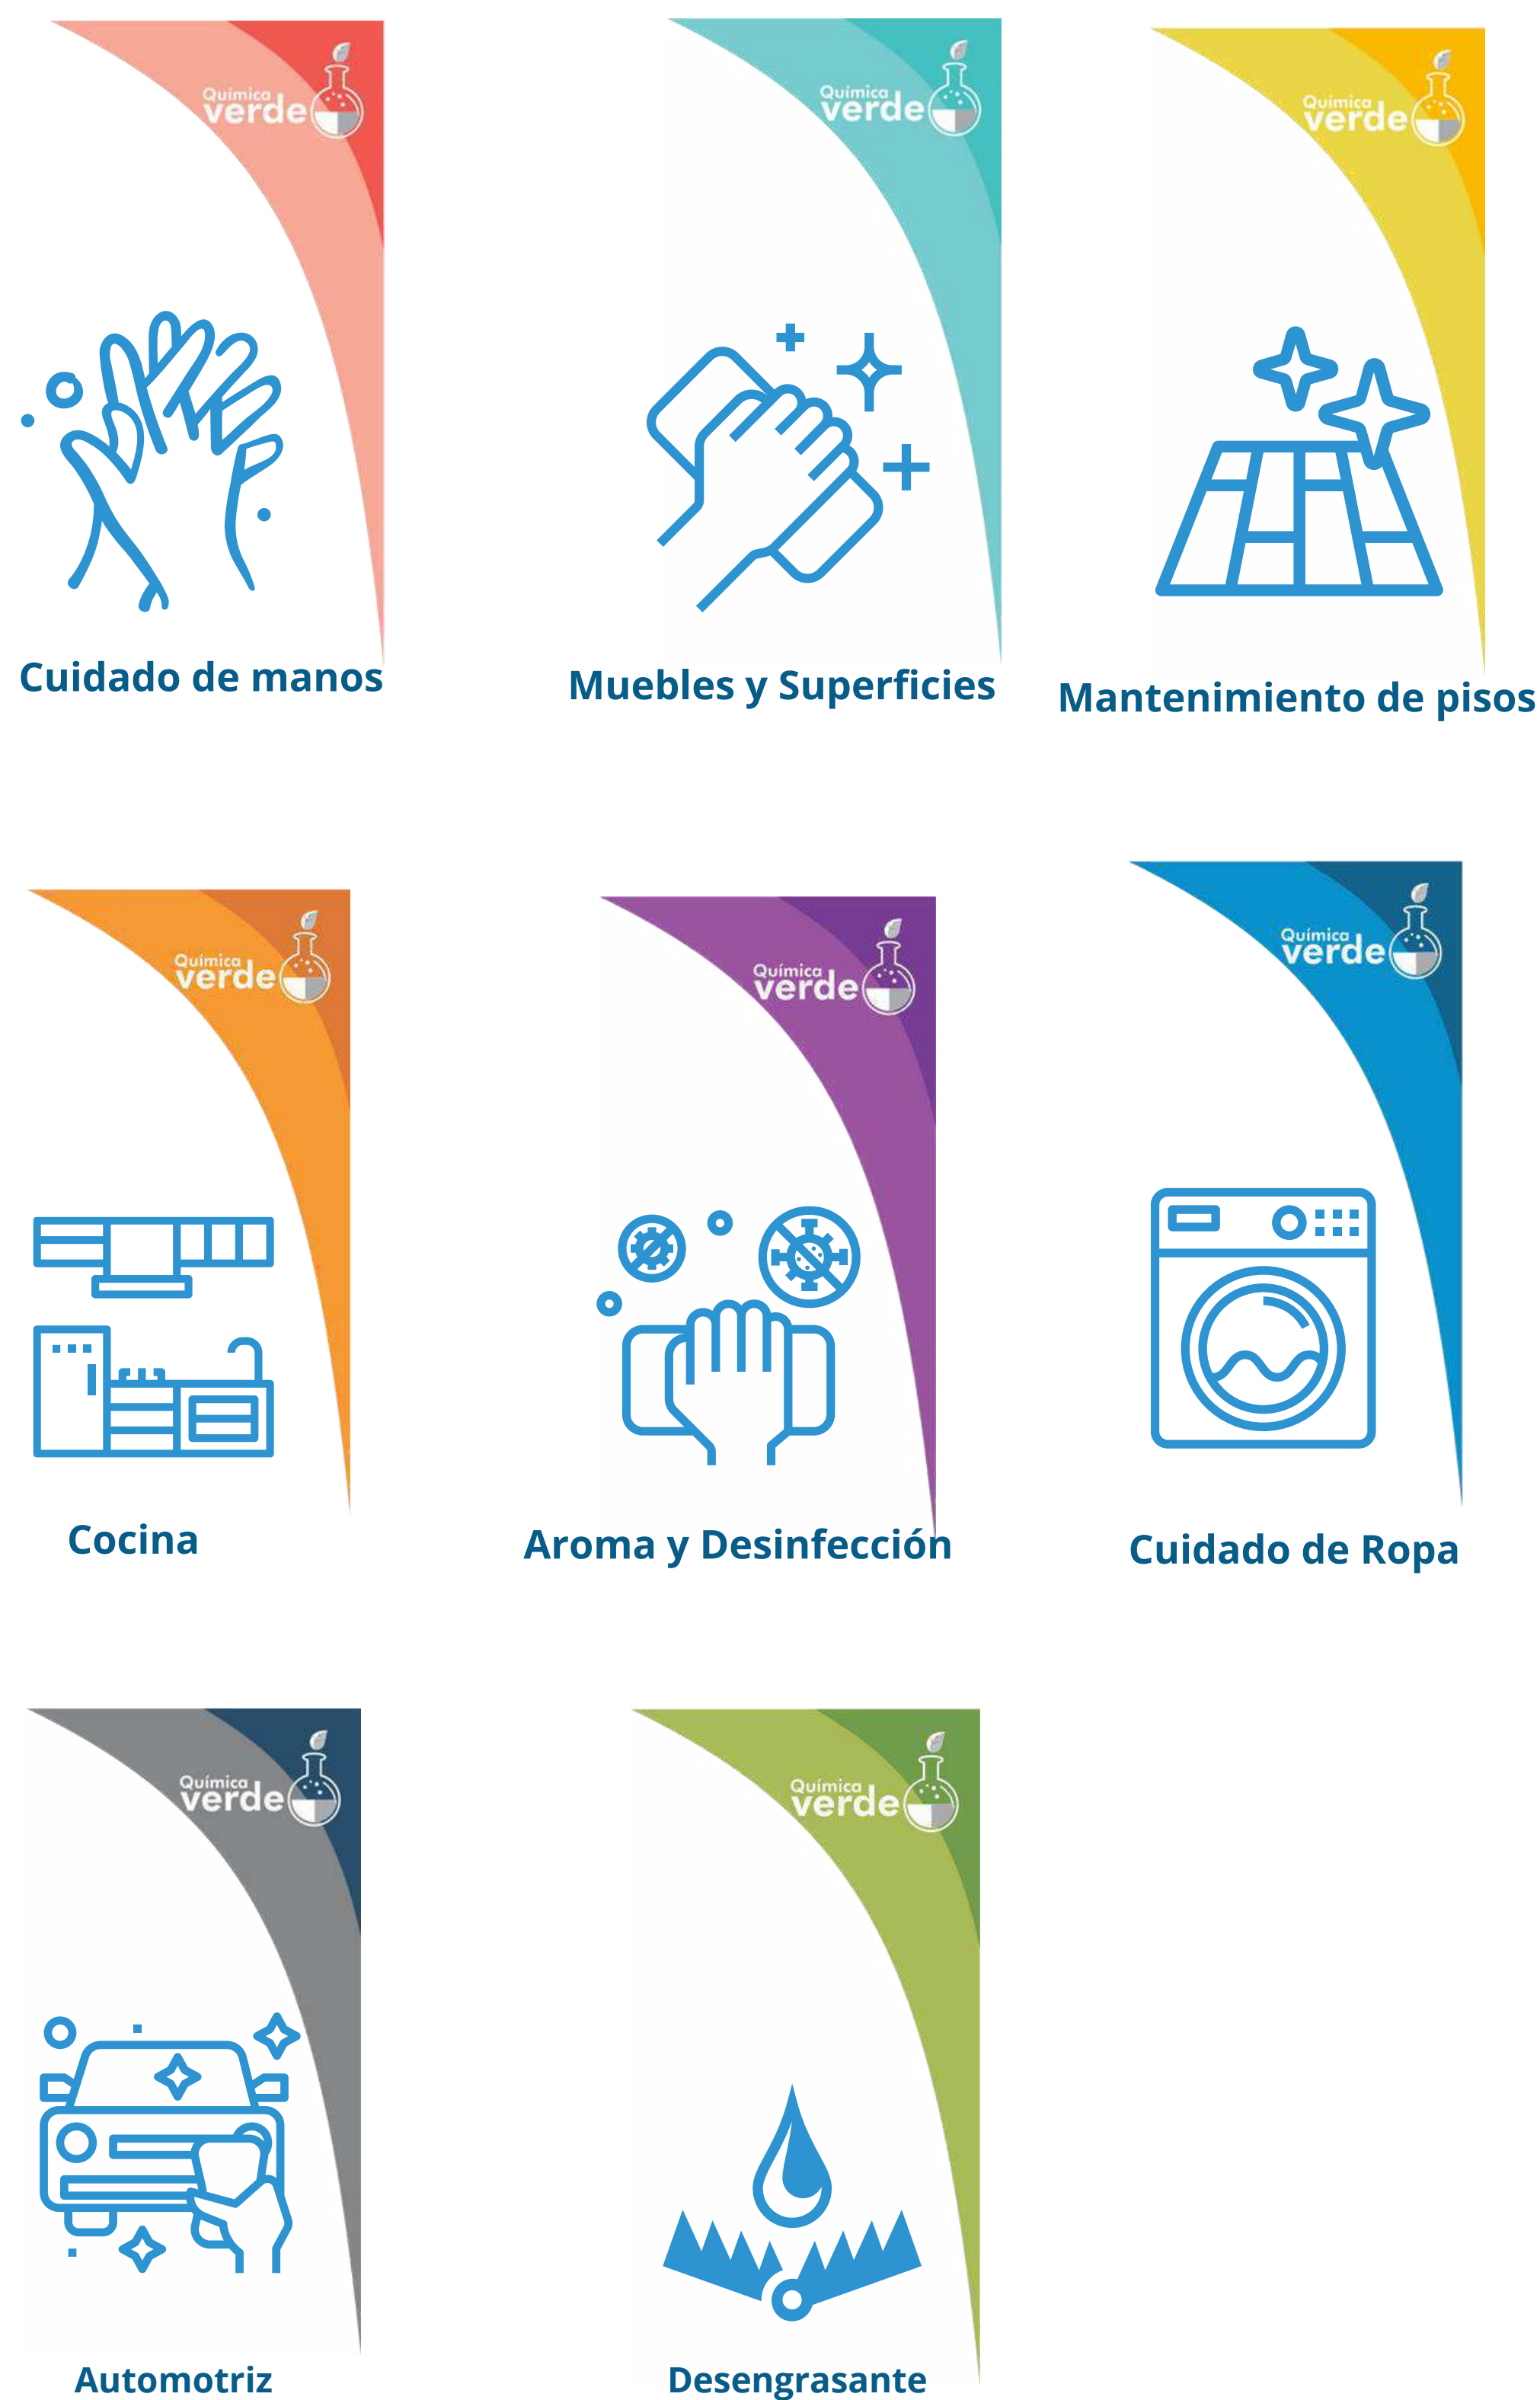 Química
verde
Química
verde
Química
verde
Cuidado de manos
Muebles y Superficies
Mantenimiento de pisos
Química
verde
Química
verde
Química
verde
Cocina
Aroma y Desinfección
Cuidado de Ropa
Química
verde
Química
verde
Automotriz
Desengrasante